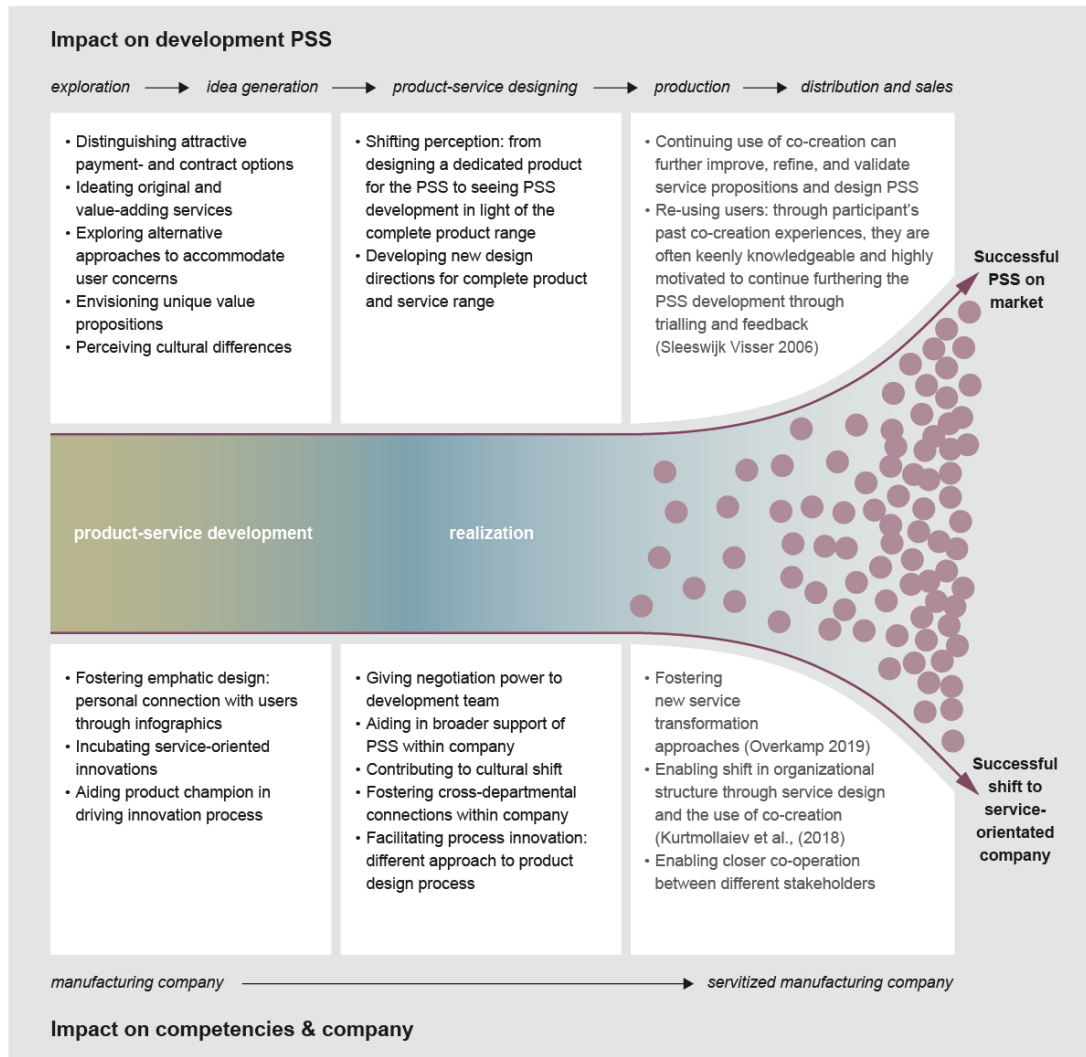 Impact on development PSS
exploration → idea generation → product-service designing → production → distribution and sales
• Distinguishing attractive
payment- and contract options
• Ideating original and
value-adding services
• Exploring alternative
approaches to accommodate
user concerns
• Envisioning unique value
propositions
• Perceiving cultural differences
• Shifting perception: from
designing a dedicated product
for the PSS to seeing PSS
development in light of the
complete product range
• Developing new design
directions for complete product
and service range
• Continuing use of co-creation can
further improve, refine, and validate
service propositions and design PSS
• Re-using users: through participant's
past co-creation experiences, they are
often keenly knowledgeable and highly
motivated to continue furthering the
PSS development through
trialling and feedback
(Sleeswijk Visser 2006)
Successful
PSS on
market
product-service development
realization
• Fostering emphatic design:
personal connection with users
through infographics
• Incubating service-oriented
innovations
• Aiding product champion in
driving innovation process
• Giving negotiation power to
development team
• Aiding in broader support of
PSS within company
• Contributing to cultural shift
• Fostering cross-departmental
connections within company
• Facilitating process innovation:
different approach to product
design process
• Fostering
new service
transformation
approaches (Overkamp 2019)
• Enabling shift in organizational
structure through service design
and the use of co-creation
(Kurtmollaiev et al., (2018)
• Enabling closer co-operation
between different stakeholders
Successful
shift to
service-
orientated
company
manufacturing company → servitized manufacturing company
Impact on competencies & company